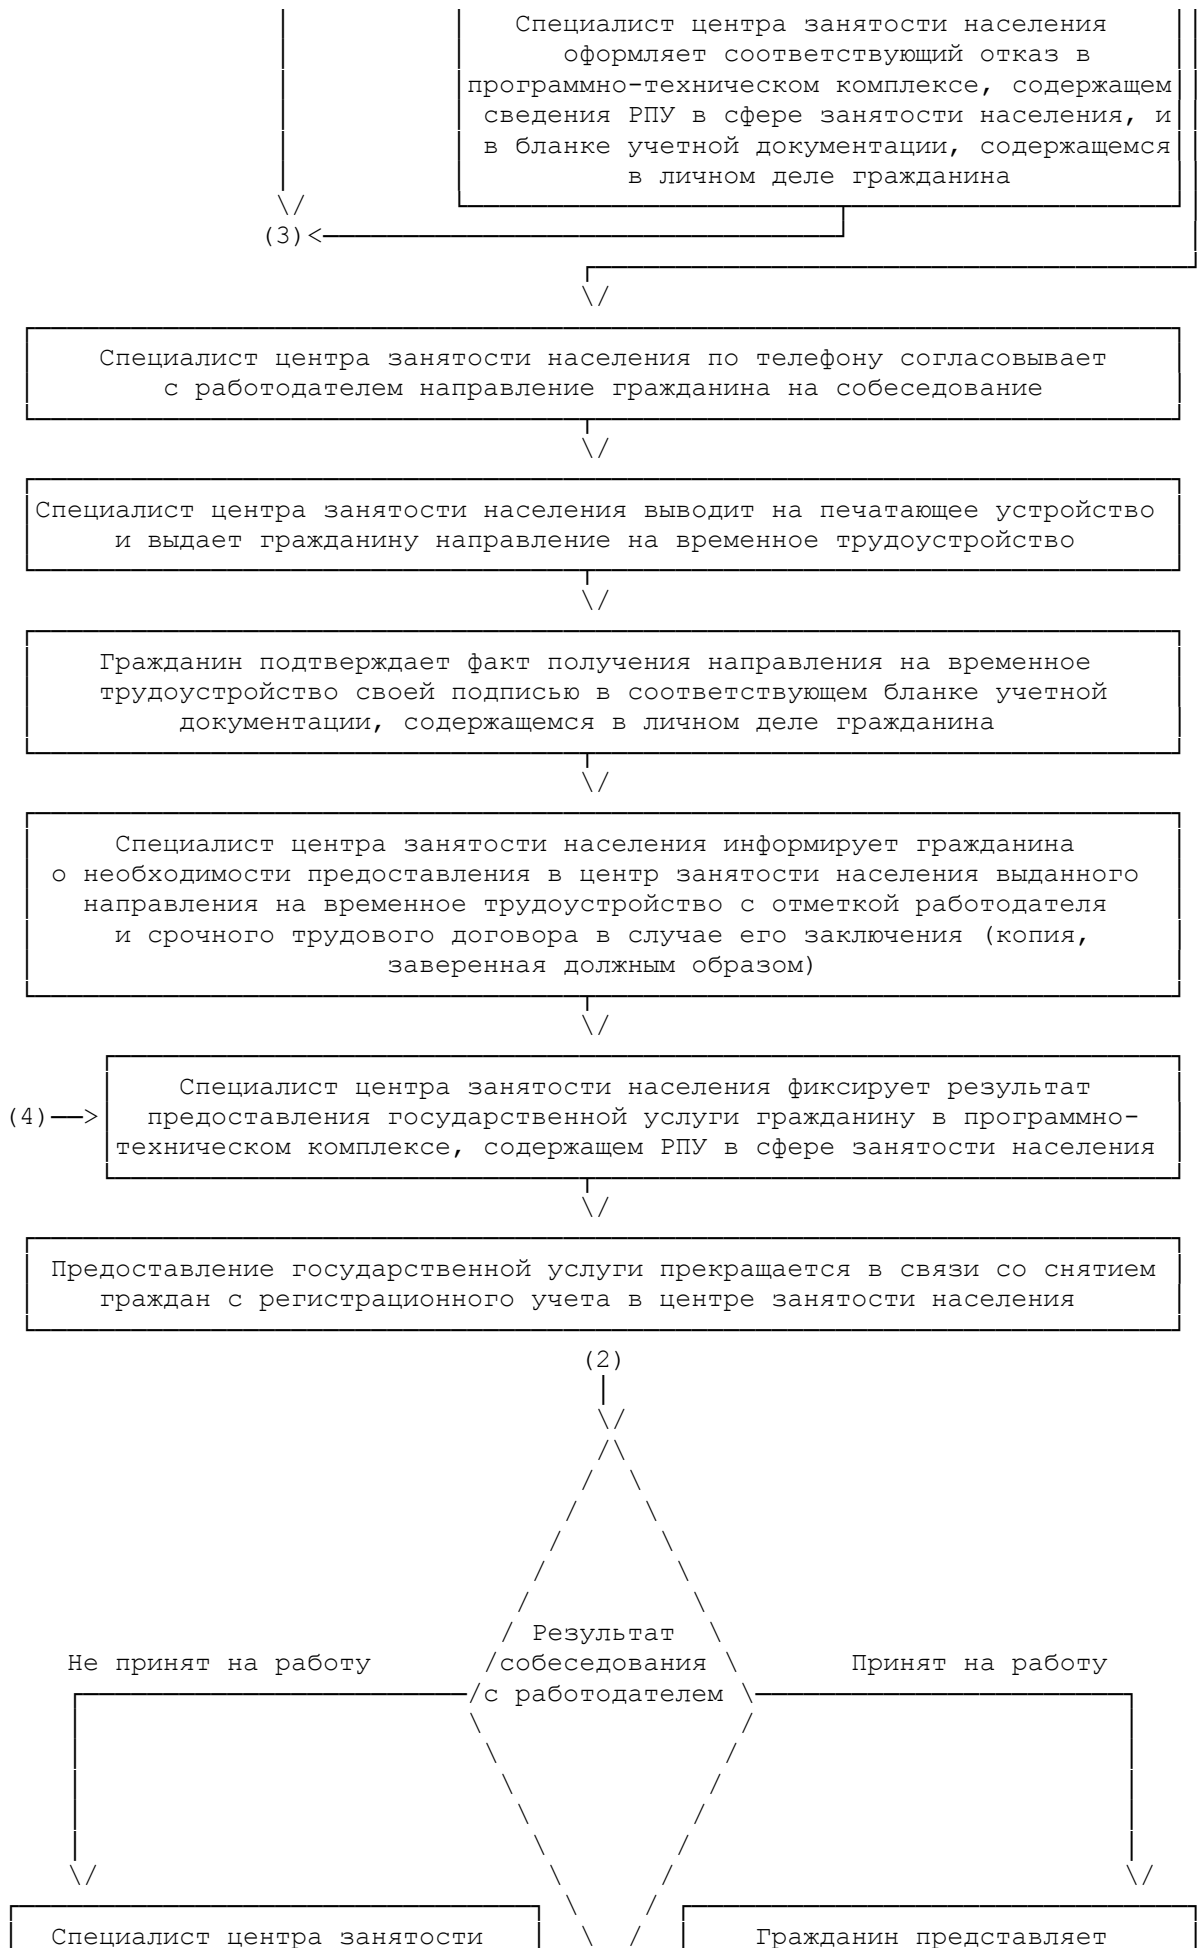 Специалист центра занятости населения
оформляет соответствующий отказ в
программно-техническом комплексе, содержащем
сведения РПУ в сфере занятости населения, и
в бланке учетной документации, содержащемся
в личном деле гражданина
(3)
Специалист центра занятости населения по телефону согласовывает
с работодателем направление гражданина на собеседование
Специалист центра занятости населения выводит на печатающее устройство
и выдает гражданину направление на временное трудоустройство
Гражданин подтверждает факт получения направления на временное
трудоустройство своей подписью в соответствующем бланке учетной
документации, содержащемся в личном деле гражданина
Специалист центра занятости населения информирует гражданина
о необходимости предоставления в центр занятости населения выданного
направления на временное трудоустройство с отметкой работодателя
и срочного трудового договора в случае его заключения (копия,
заверенная должным образом)
Специалист центра занятости населения фиксирует результат
(4) предоставления государственной услуги гражданину в программно-
техническом комплексе, содержащем РПУ в сфере занятости населения
Предоставление государственной услуги прекращается в связи со снятием
граждан с регистрационного учета в центре занятости населения
(2)
Результат
Не принят на работу собеседования Принят на работу
с работодателем
Специалист центра занятости Гражданин представляет